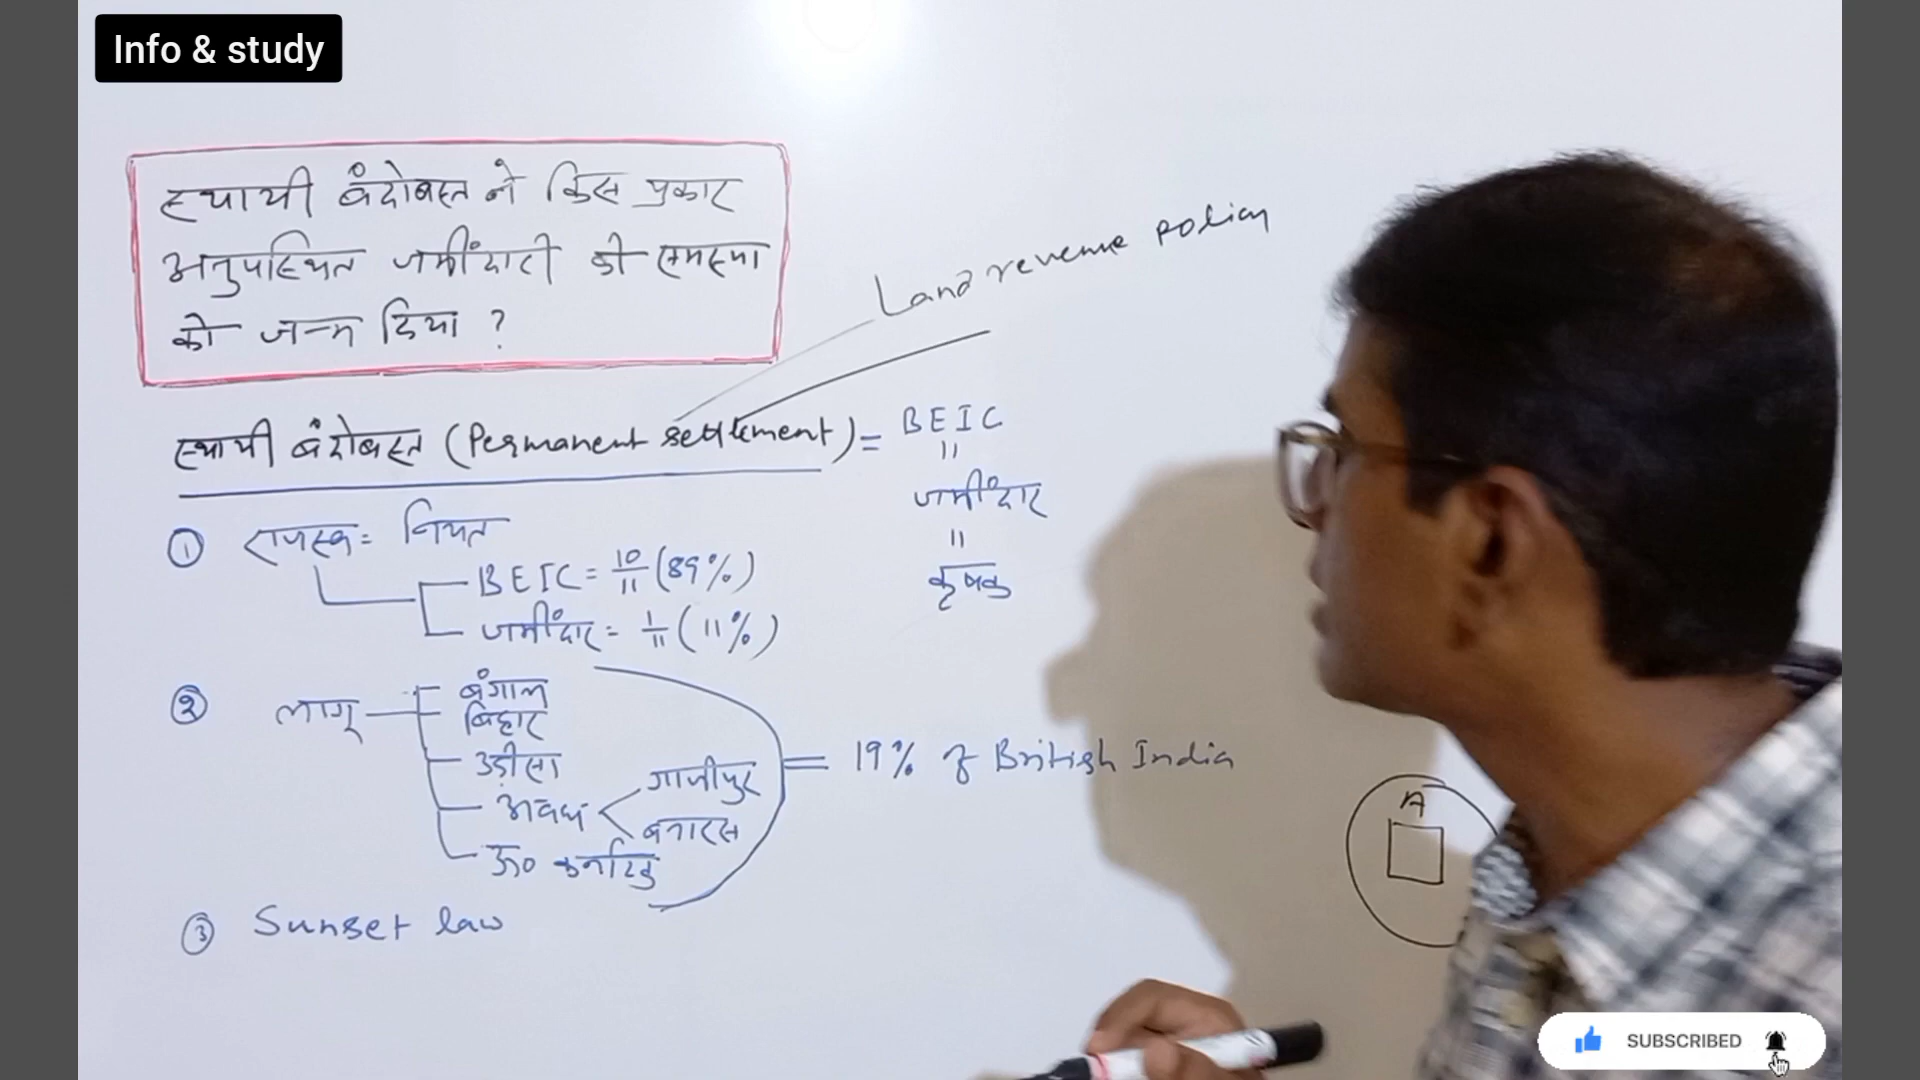 Info & study
स्थायी बंदोबस्त ने किस प्रकार
अनुपस्थित जमींदारी की समस्या
को जन्म दिया ?
Land revenue policy
स्थायी बंदोबस्त (Permanent settlement) = BEIC
"
जमींदार
"
कृषक
① राजस्व = नियत
BEIC = 10/11 (89%)
जमींदार = 1/11 (11%)
② लागू
बंगाल
बिहार
उड़ीसा
अवध
गाजीपुर
बनारस
उ० कर्नाटक
= 19% of British India
③ Sunset law
A
SUBSCRIBED